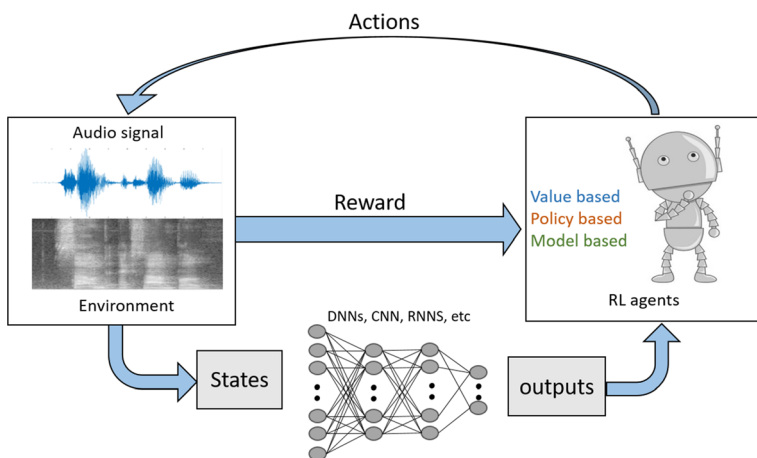 Actions
Audio signal
Environment
Reward
Value based
Policy based
Model based
RL agents
DNNs, CNN, RNNS, etc
States
outputs